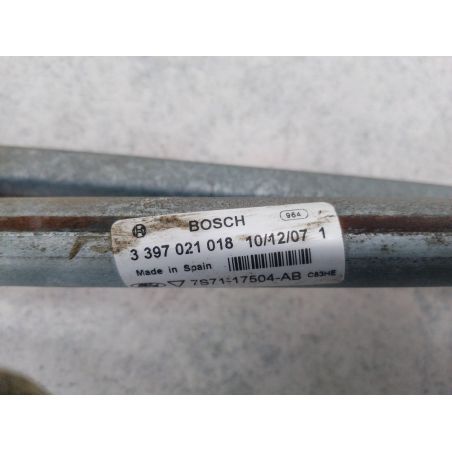 BOSCH 964
3 397 021 018 10/12/07 1
Made in Spain
7S71-17504-AB C83HE